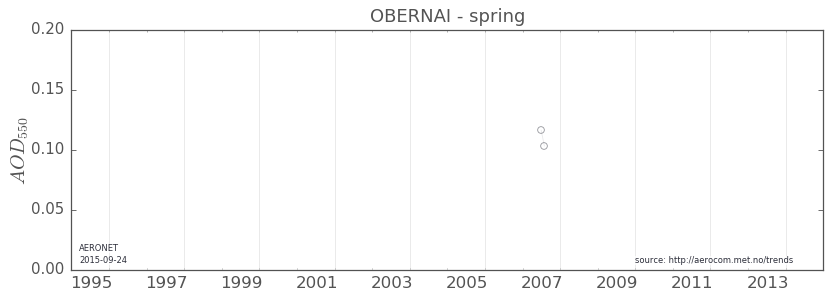 OBERNAI - spring
0.20
0.15
0.10
0.05
0.00
AOD550
AERONET
2015-09-24
source: http://aerocom.met.no/trends
1995 1997 1999 2001 2003 2005 2007 2009 2011 2013